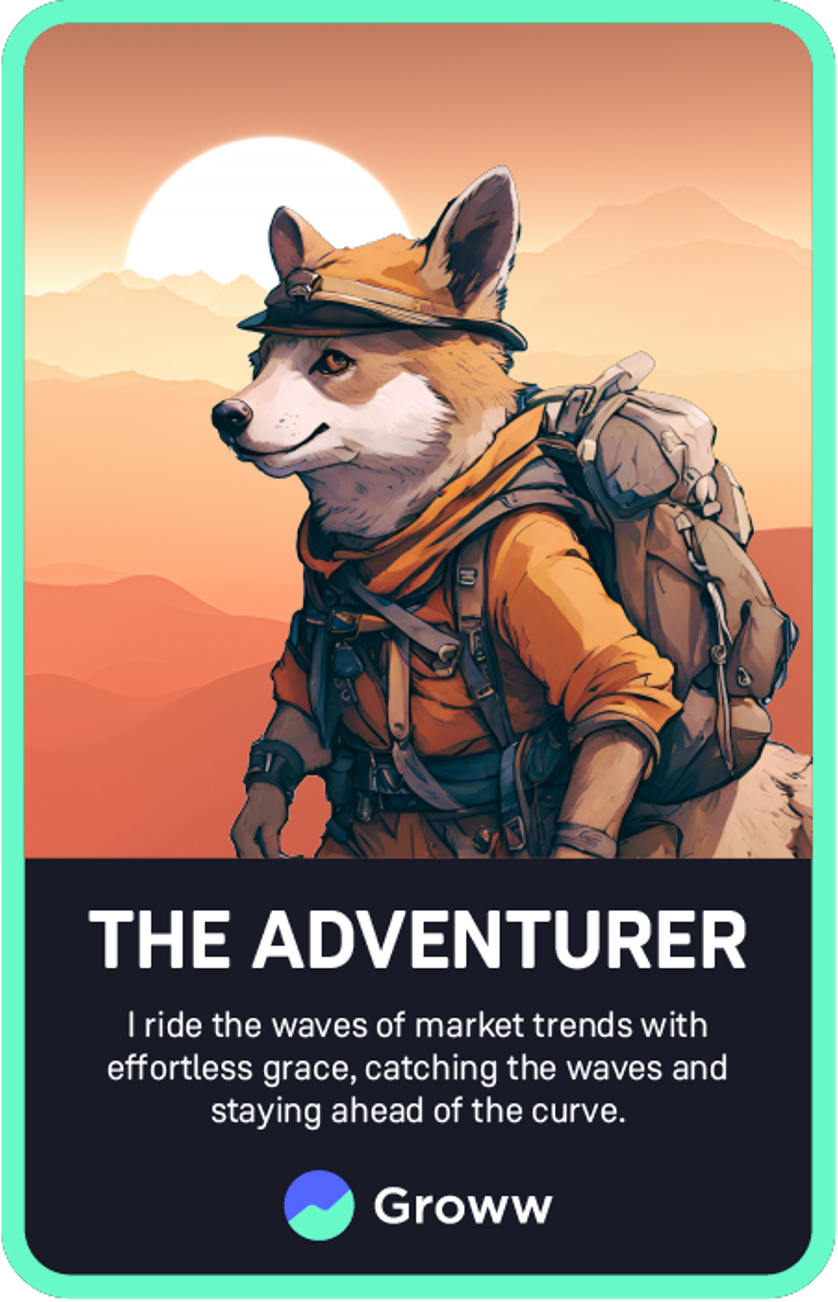 THE ADVENTURER
I ride the waves of market trends with
effortless grace, catching the waves and
staying ahead of the curve.
Groww